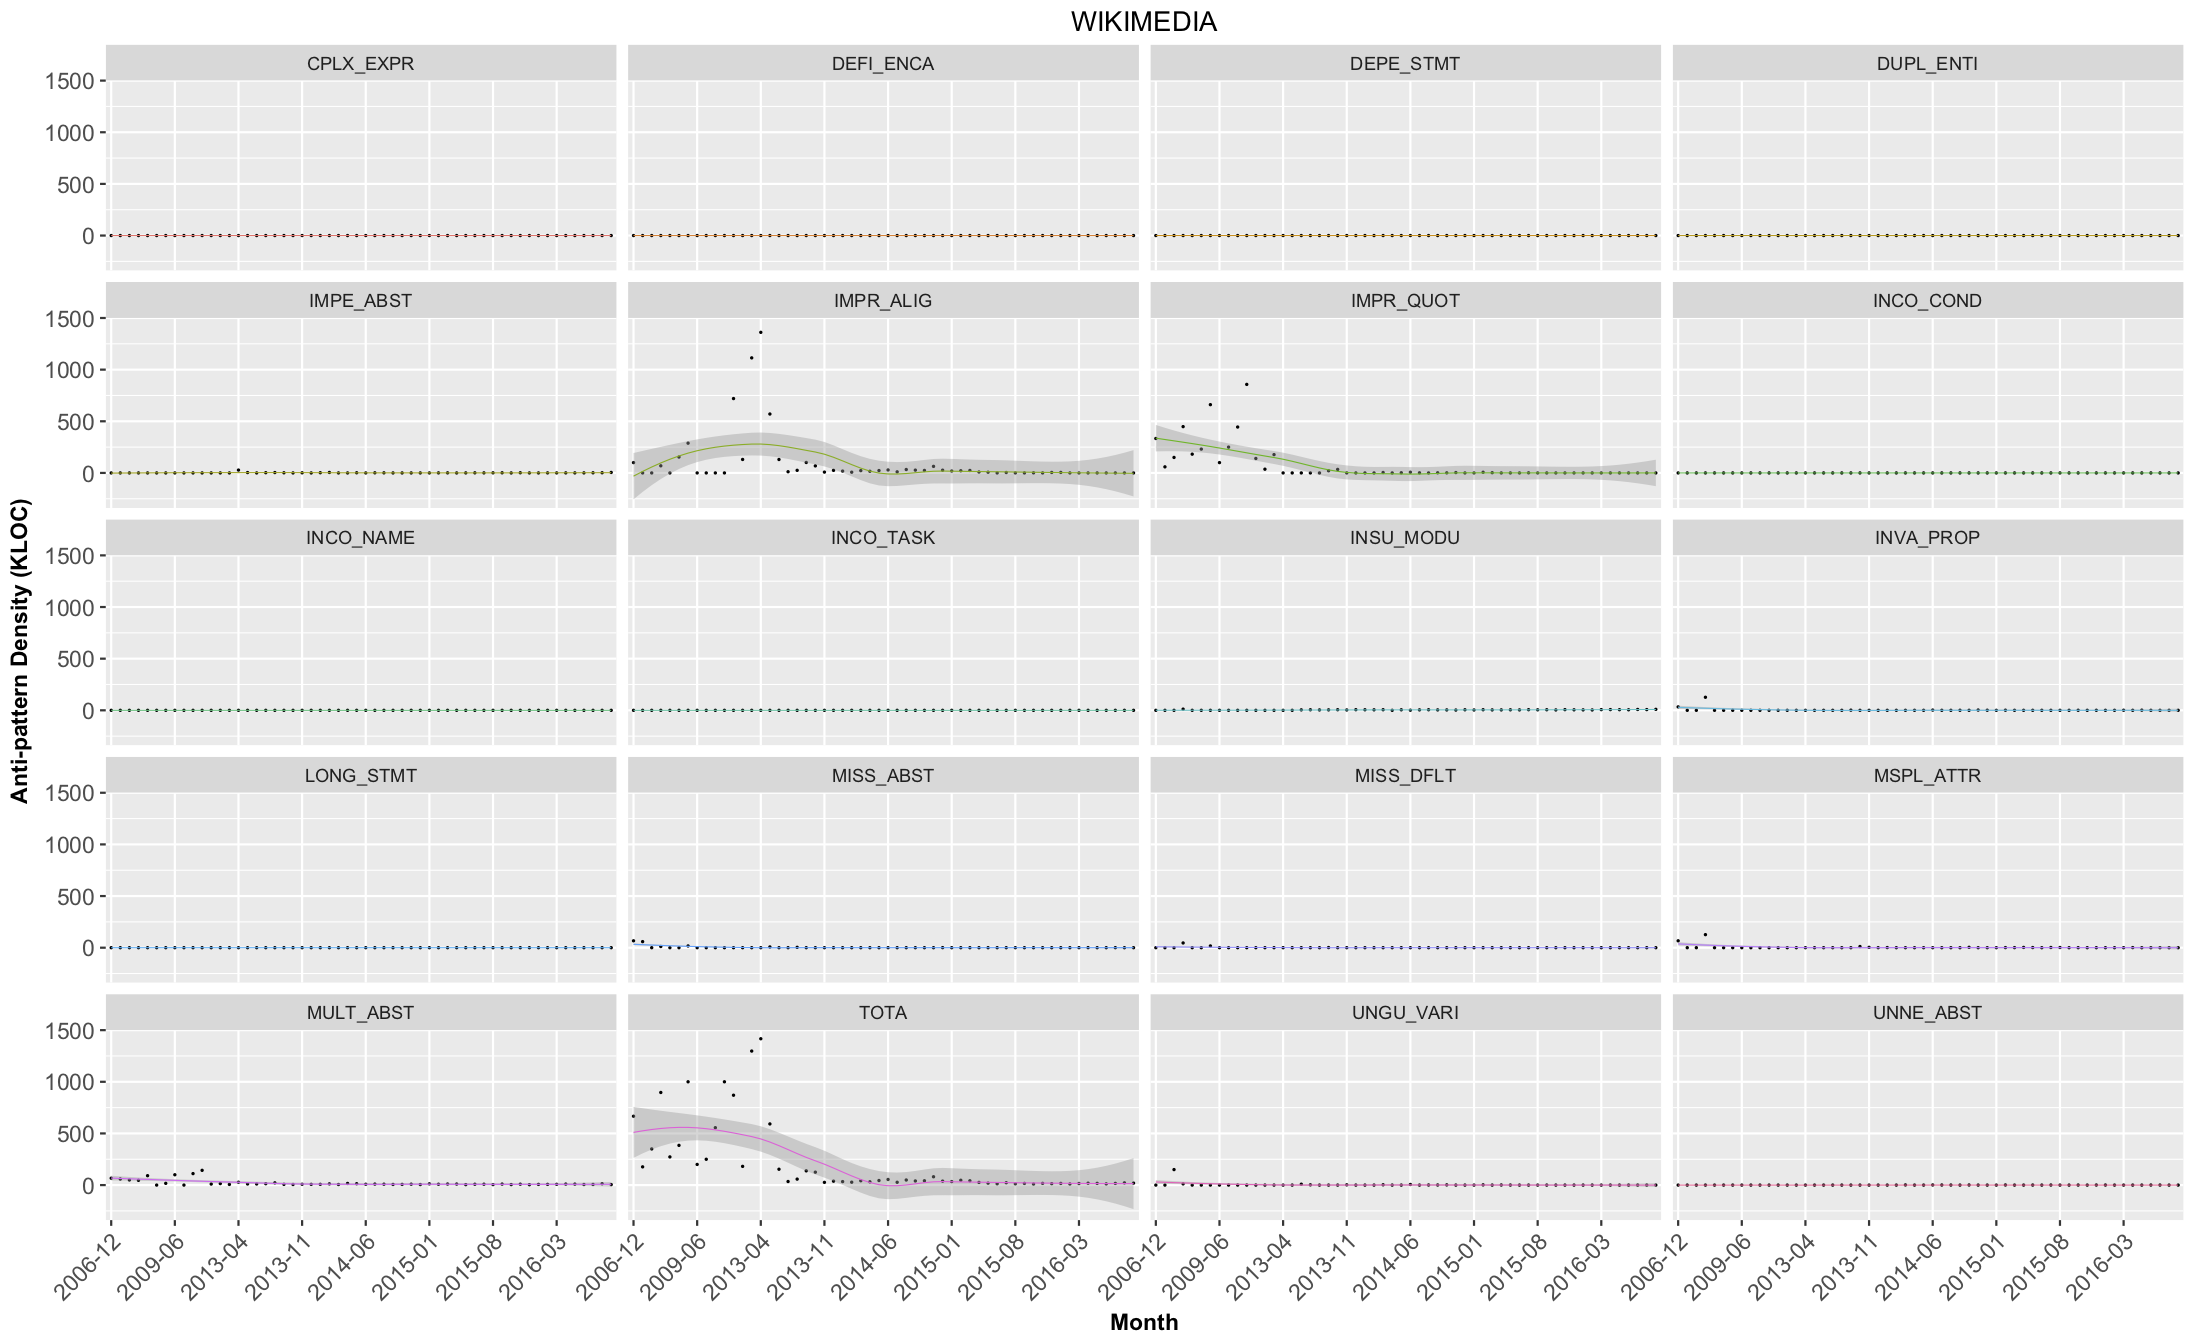 WIKIMEDIA
CPLX_EXPR DEFI_ENCA DEPE_STMT DUPL_ENTI
1500
1000
500
0
IMPE_ABST IMPR_ALIG IMPR_QUOT INCO_COND
1500
1000
500
0
INCO_NAME INCO_TASK INSU_MODU INVA_PROP
1500
1000
500
0
LONG_STMT MISS_ABST MISS_DFLT MSPL_ATTR
1500
1000
500
0
MULT_ABST TOTA UNGU_VARI UNNE_ABST
1500
1000
500
0
Anti-pattern Density (KLOC)
2006-12 2009-06 2013-04 2013-11 2014-06 2015-01 2015-08 2016-03 2006-12 2009-06 2013-04 2013-11 2014-06 2015-01 2015-08 2016-03 2006-12 2009-06 2013-04 2013-11 2014-06 2015-01 2015-08 2016-03 2006-12 2009-06 2013-04 2013-11 2014-06 2015-01 2015-08 2016-03
Month